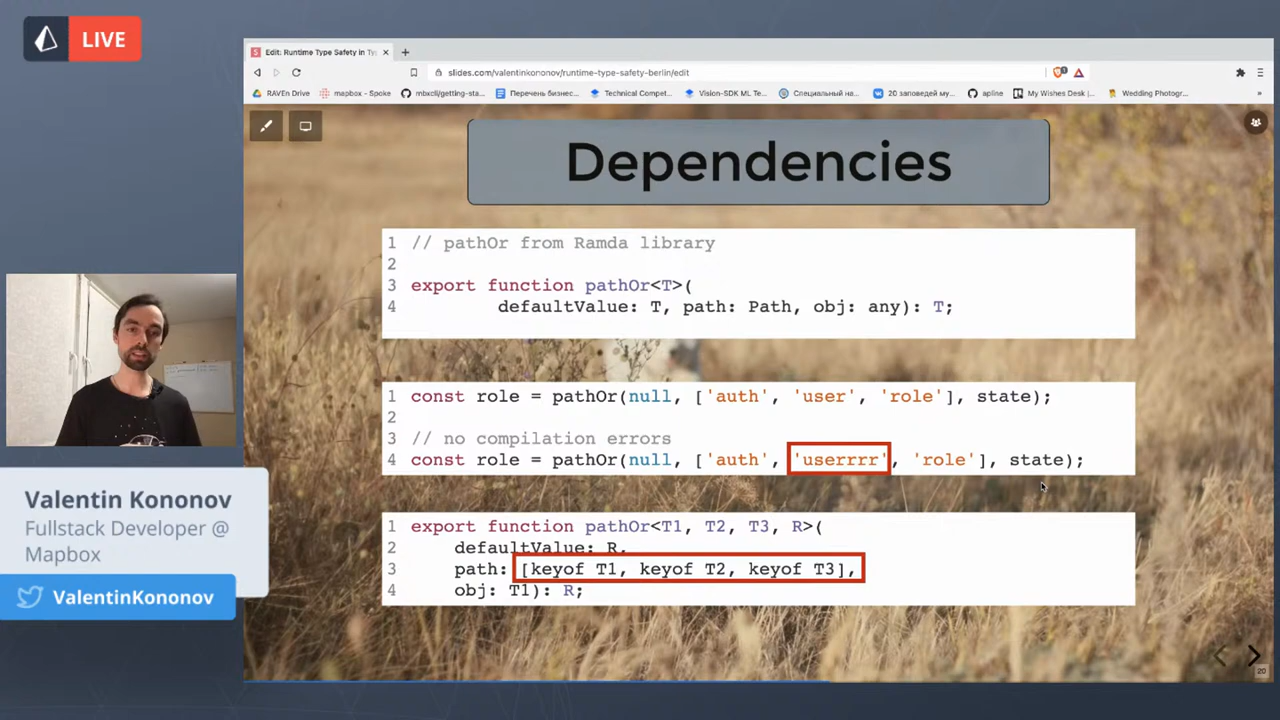 LIVE
Edit: Runtime Type Safety in Ty
slides.com/valentinkononov/runtime-type-safety-berlin/edit
RAVEn Drive
mapbox - Spoke
mbxcli/getting-sta...
Перечень бизнес...
Technical Compet...
Vision-SDK ML Te...
Специальный на...
20 заповедей му...
apline
My Wishes Desk |...
Wedding Photogr...
»
Dependencies
1 // pathOr from Ramda library
2
3 export function pathOr<T>(
4 defaultValue: T, path: Path, obj: any): T;
1 const role = pathOr(null, ['auth', 'user', 'role'], state);
2
3 // no compilation errors
4 const role = pathOr(null, ['auth', 'userrrr', 'role'], state);
1 export function pathOr<T1, T2, T3, R>(
2 defaultValue: R,
3 path: [keyof T1, keyof T2, keyof T3],
4 obj: T1): R;
Valentin Kononov
Fullstack Developer @
Mapbox
ValentinKononov
20